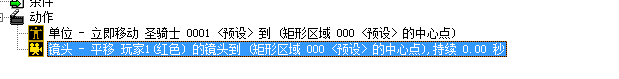 条件
动作
单位 - 立即移动 圣骑士 0001 <预设> 到 (矩形区域 000 <预设> 的中心点)
镜头 - 平移 玩家1(红色) 的镜头到 (矩形区域 000 <预设> 的中心点),持续 0.00 秒